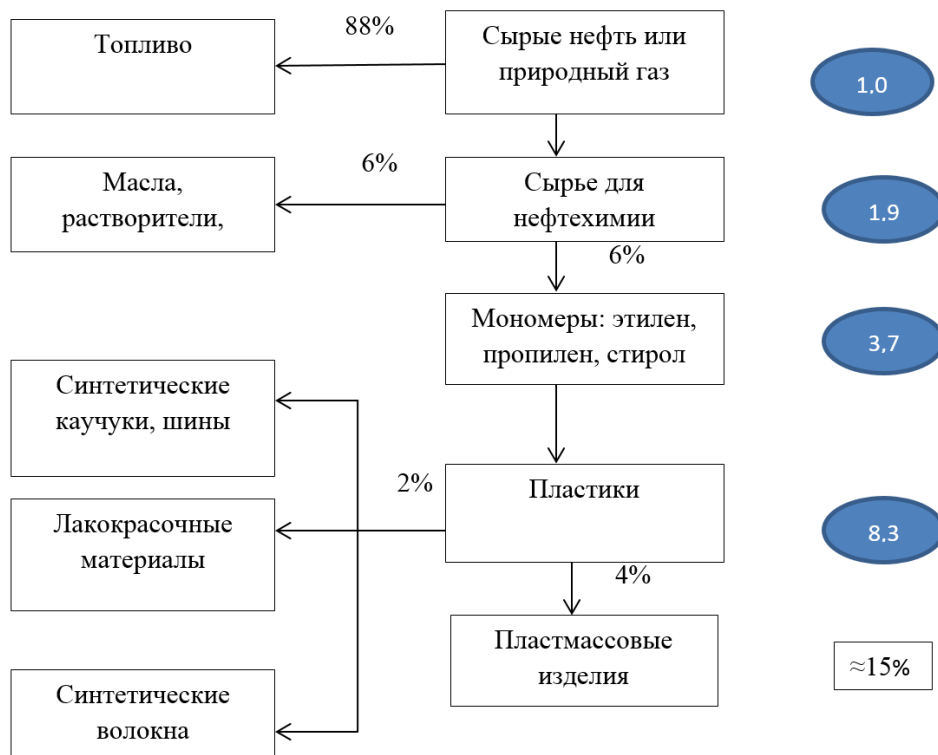 Топливо
88%
Сырые нефть или
природный газ
1,0
Масла,
растворители,
6%
Сырье для
нефтехимии
1,9
6%
Мономеры: этилен,
пропилен, стирол
3,7
Синтетические
каучуки, шины
2%
Пластики
Лакокрасочные
материалы
8,3
4%
Пластмассовые
изделия
≈15%
Синтетические
волокна